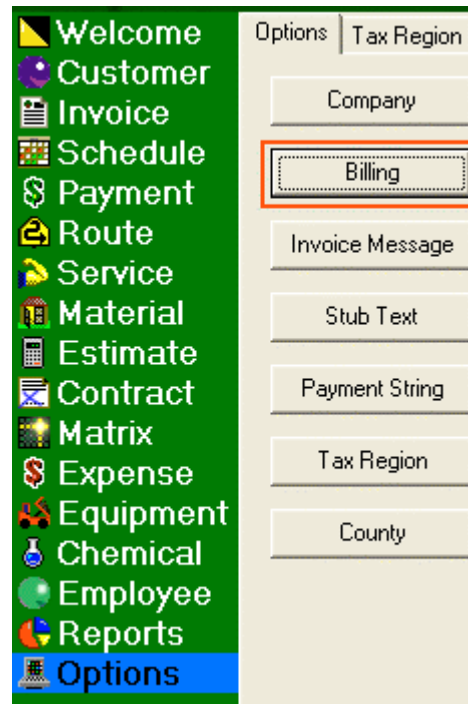 Welcome
Customer
Invoice
Schedule
Payment
Route
Service
Material
Estimate
Contract
Matrix
Expense
Equipment
Chemical
Employee
Reports
Options
Options
Tax Region
Company
Billing
Invoice Message
Stub Text
Payment String
Tax Region
County